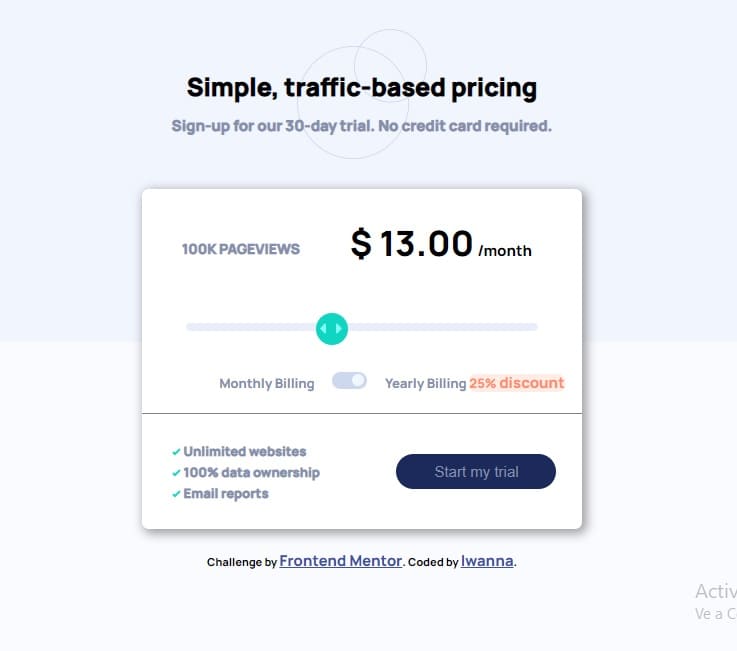 Simple, traffic-based pricing
Sign-up for our 30-day trial. No credit card required.
100K PAGEVIEWS
$ 13.00 /month
Monthly Billing
Yearly Billing 25% discount
Unlimited websites
100% data ownership
Email reports
Start my trial
Challenge by Frontend Mentor. Coded by Iwanna.
Activ
Ve a C